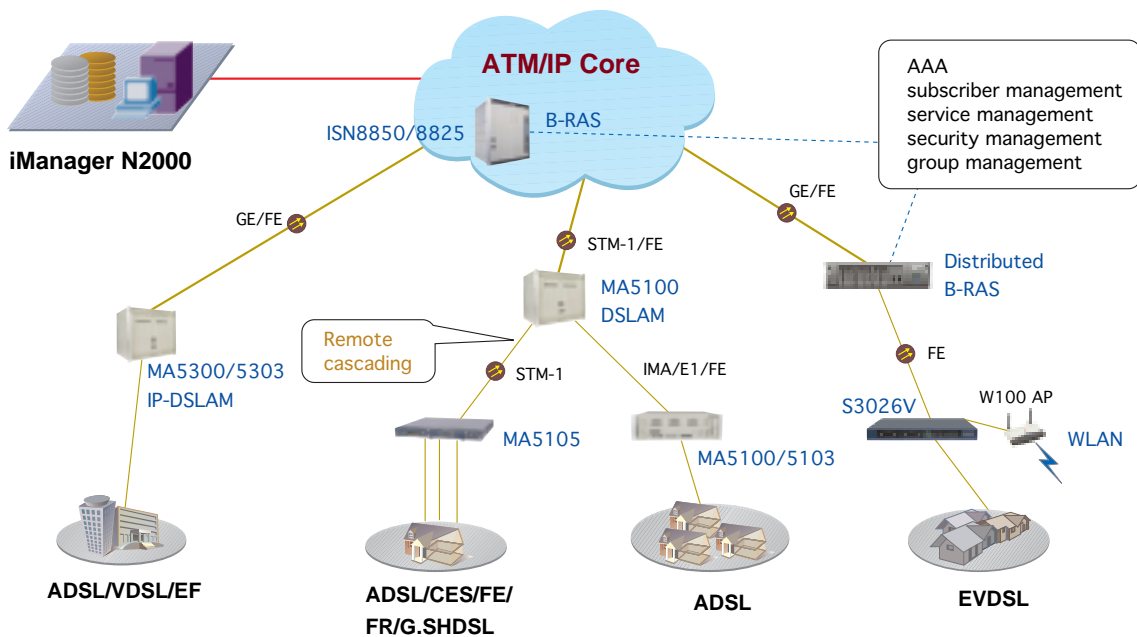 ATM/IP Core
AAA
subscriber management
service management
security management
group management
B-RAS
ISN8850/8825
iManager N2000
GE/FE
GE/FE
STM-1/FE
Distributed
B-RAS
MA5100
DSLAM
Remote
cascading
MA5300/5303
IP-DSLAM
STM-1
IMA/E1/FE
FE
W100 AP
S3026V
WLAN
MA5105
MA5100/5103
ADSL/VDSL/EF
ADSL/CES/FE/
FR/G.SHDSL
ADSL
EVDSL